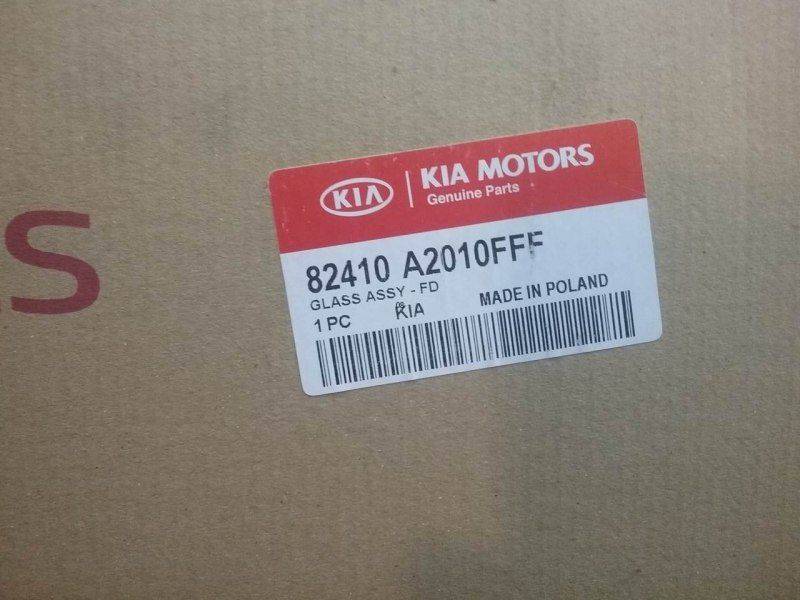 KIA
KIA MOTORS
Genuine Parts
82410 A2010FFF
GLASS ASSY - FD
1 PC KIA MADE IN POLAND
s